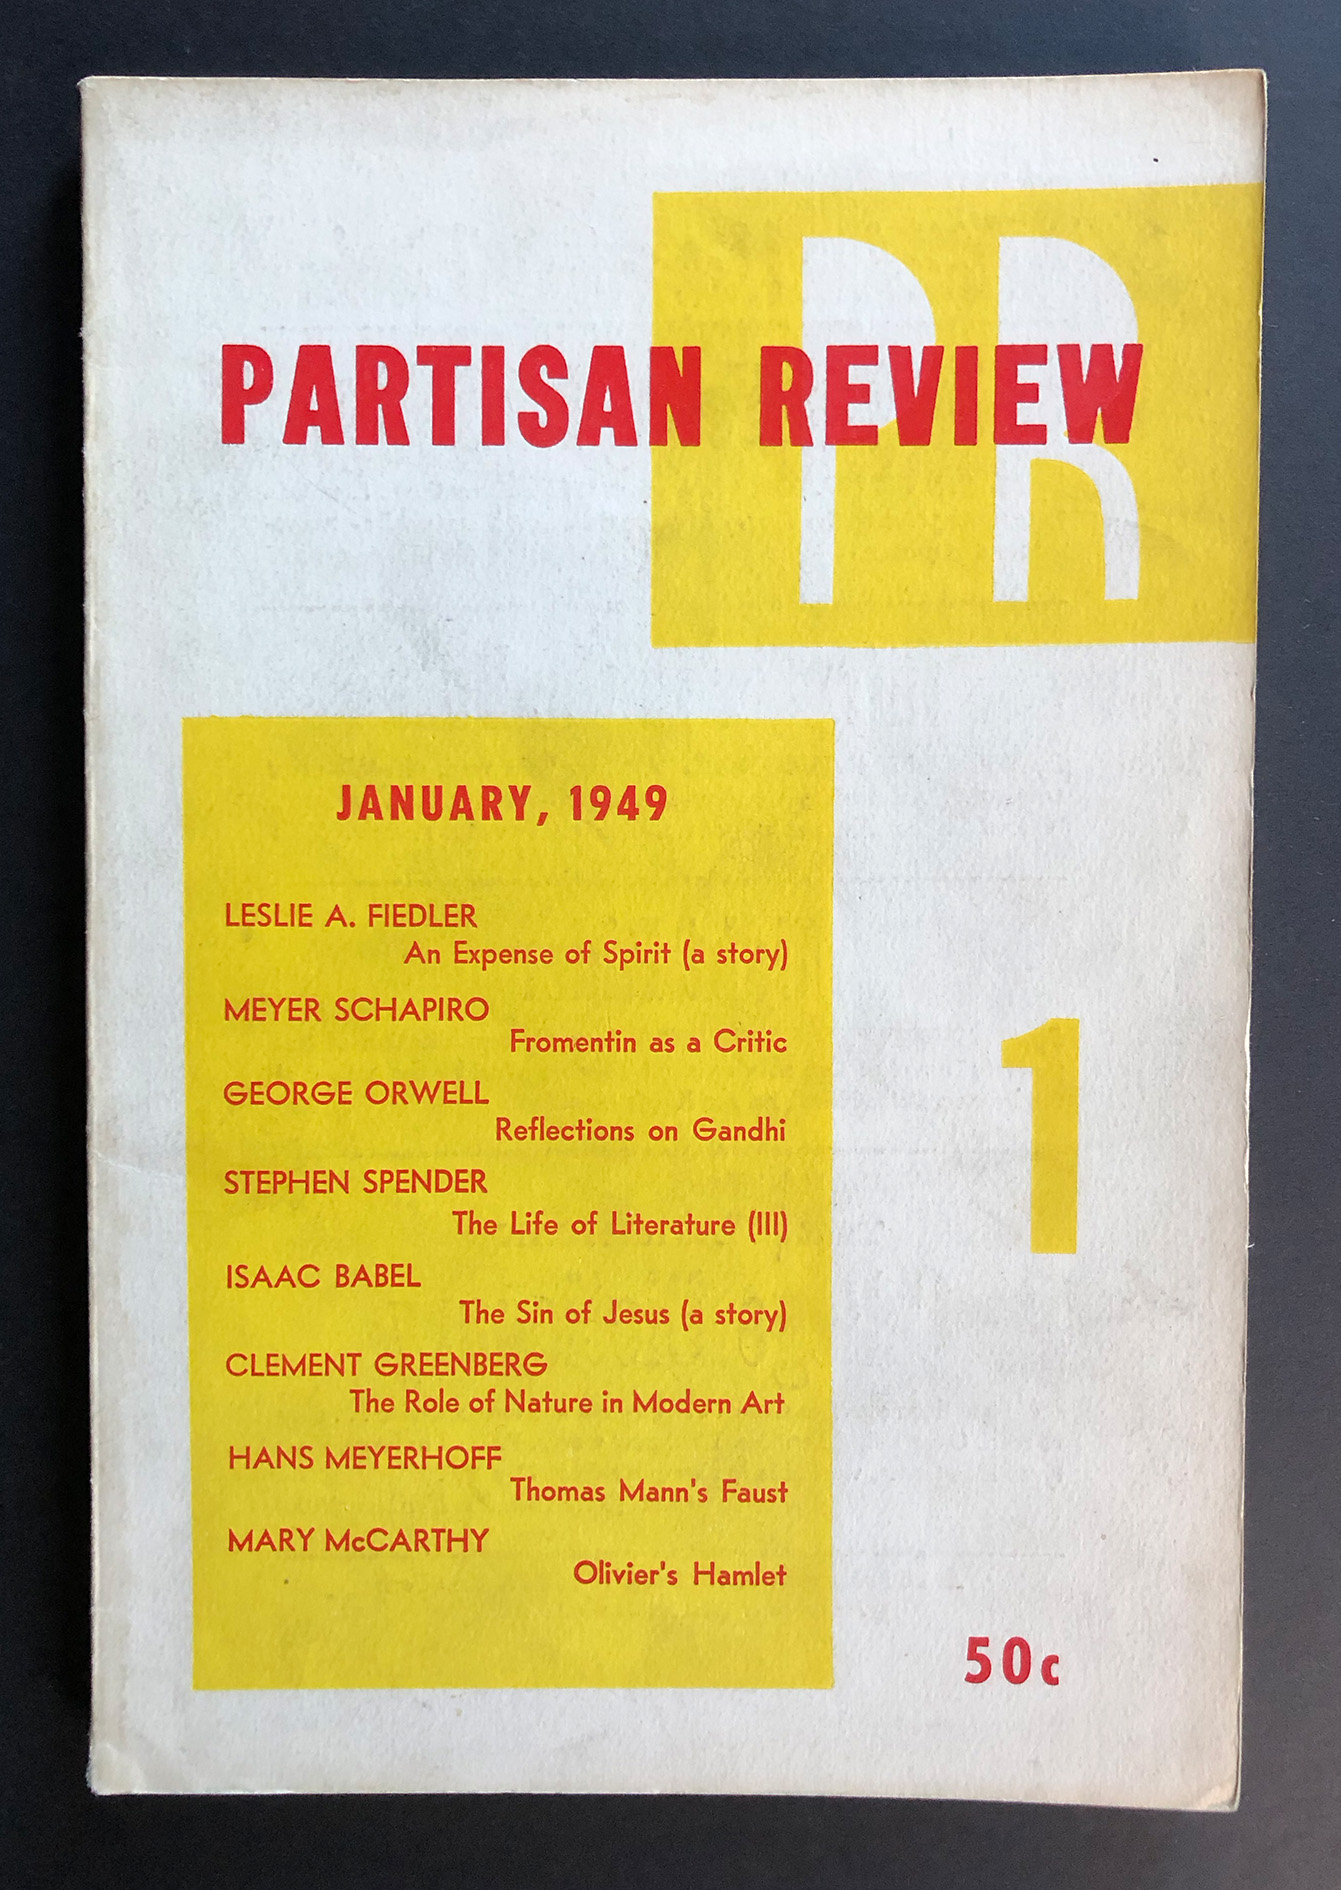 PR
PARTISAN REVIEW
JANUARY, 1949
LESLIE A. FIEDLER
An Expense of Spirit (a story)
MEYER SCHAPIRO
Fromentin as a Critic
GEORGE ORWELL
Reflections on Gandhi
STEPHEN SPENDER
The Life of Literature (III)
ISAAC BABEL
The Sin of Jesus (a story)
CLEMENT GREENBERG
The Role of Nature in Modern Art
HANS MEYERHOFF
Thomas Mann's Faust
MARY McCARTHY
Olivier's Hamlet
1
50c